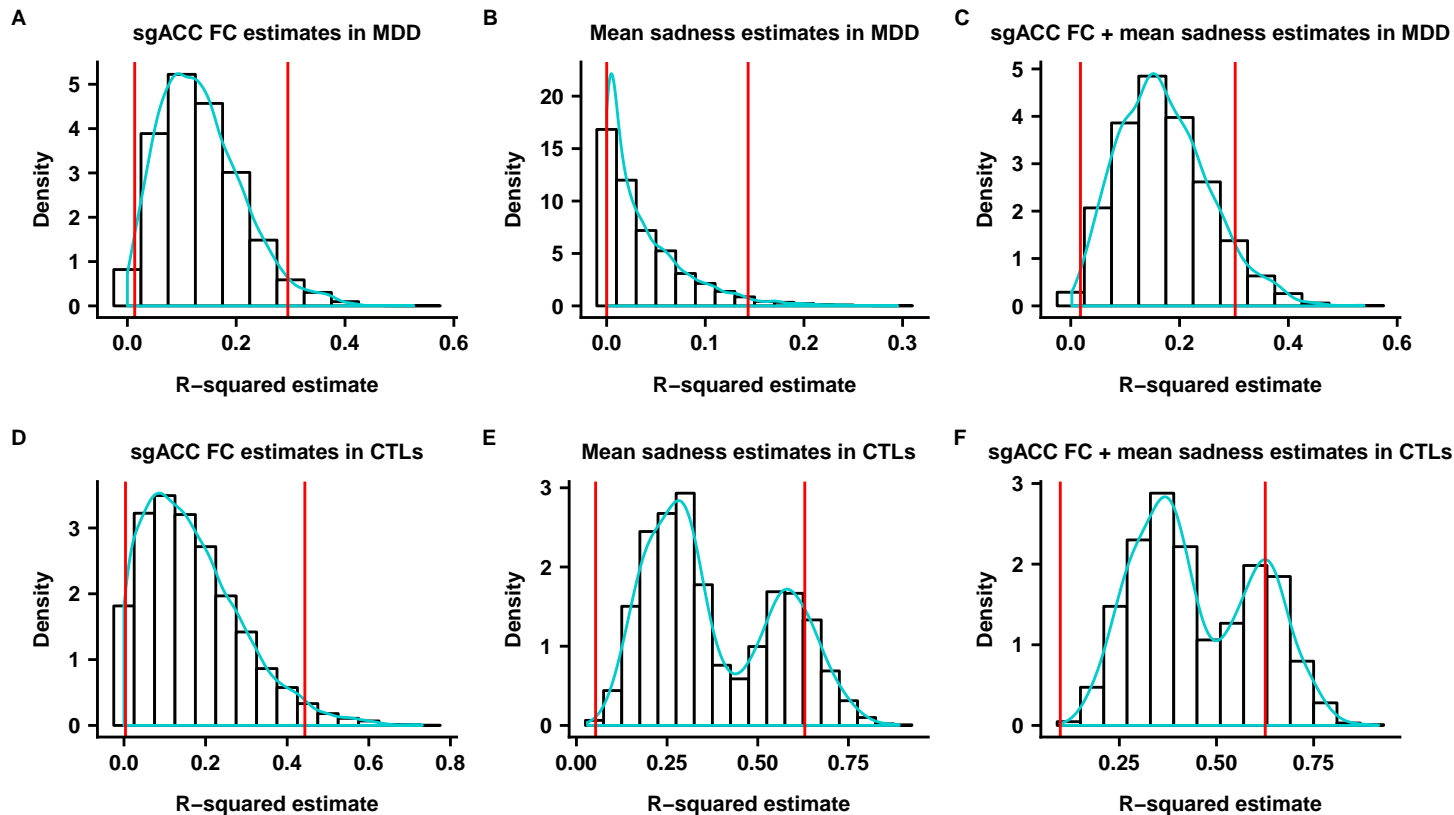 A
sgACC FC estimates in MDD
Density
5
4
3
2
1
0
0.0 0.2 0.4 0.6
R−squared estimate
B
Mean sadness estimates in MDD
Density
20
15
10
5
0
0.0 0.1 0.2 0.3
R−squared estimate
C
sgACC FC + mean sadness estimates in MDD
Density
5
4
3
2
1
0
0.0 0.2 0.4 0.6
R−squared estimate
D
sgACC FC estimates in CTLs
Density
3
2
1
0
0.0 0.2 0.4 0.6 0.8
R−squared estimate
E
Mean sadness estimates in CTLs
Density
3
2
1
0
0.00 0.25 0.50 0.75
R−squared estimate
F
sgACC FC + mean sadness estimates in CTLs
Density
3
2
1
0
0.25 0.50 0.75
R−squared estimate